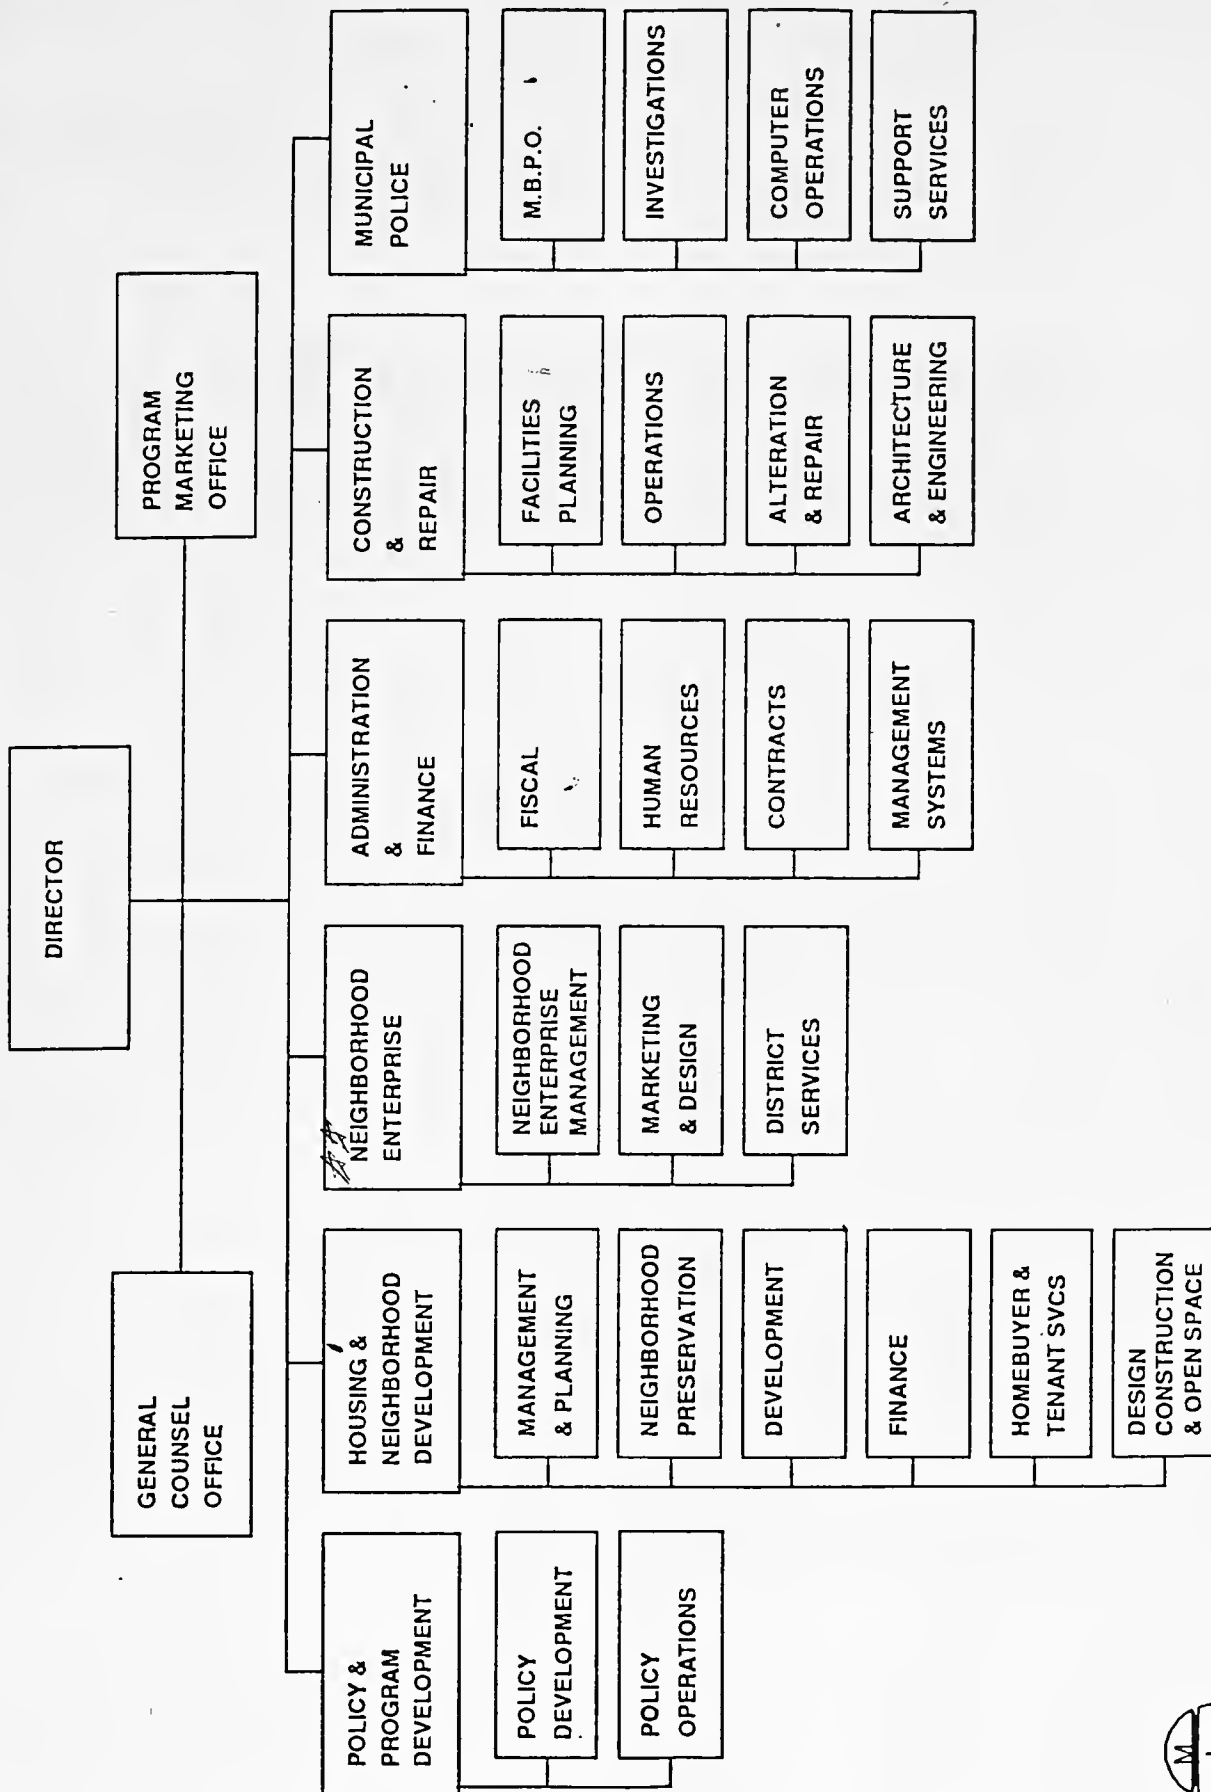 DIRECTOR
GENERAL
COUNSEL
OFFICE
PROGRAM
MARKETING
OFFICE
POLICY &
PROGRAM
DEVELOPMENT
POLICY
DEVELOPMENT
POLICY
OPERATIONS
HOUSING &
NEIGHBORHOOD
DEVELOPMENT
MANAGEMENT
& PLANNING
NEIGHBORHOOD
PRESERVATION
DEVELOPMENT
FINANCE
HOMEBUYER &
TENANT SVCS
DESIGN
CONSTRUCTION
& OPEN SPACE
NEIGHBORHOOD
ENTERPRISE
NEIGHBORHOOD
ENTERPRISE
MANAGEMENT
MARKETING
& DESIGN
DISTRICT
SERVICES
ADMINISTRATION
&
FINANCE
FISCAL
HUMAN
RESOURCES
CONTRACTS
MANAGEMENT
SYSTEMS
CONSTRUCTION
&
REPAIR
FACILITIES
PLANNING
OPERATIONS
ALTERATION
& REPAIR
ARCHITECTURE
& ENGINEERING
MUNICIPAL
POLICE
M.B.P.O.
INVESTIGATIONS
COMPUTER
OPERATIONS
SUPPORT
SERVICES
M